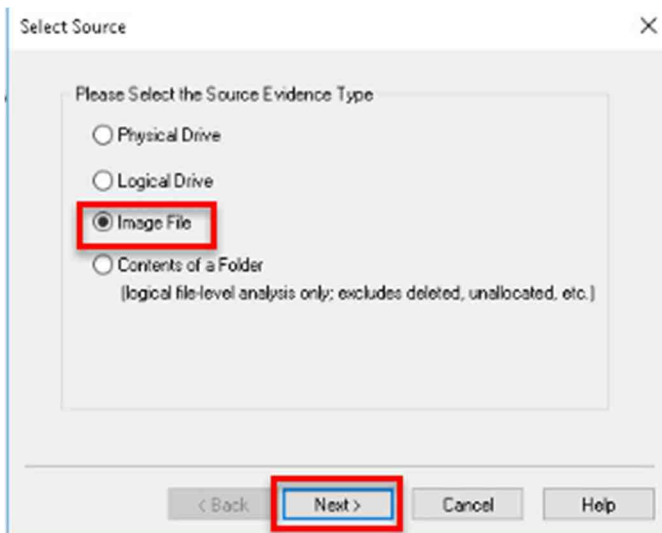 Select Source
Please Select the Source Evidence Type
Physical Drive
Logical Drive
Image File
Contents of a Folder
(logical file-level analysis only; excludes deleted, unallocated, etc.)
< Back Next > Cancel Help